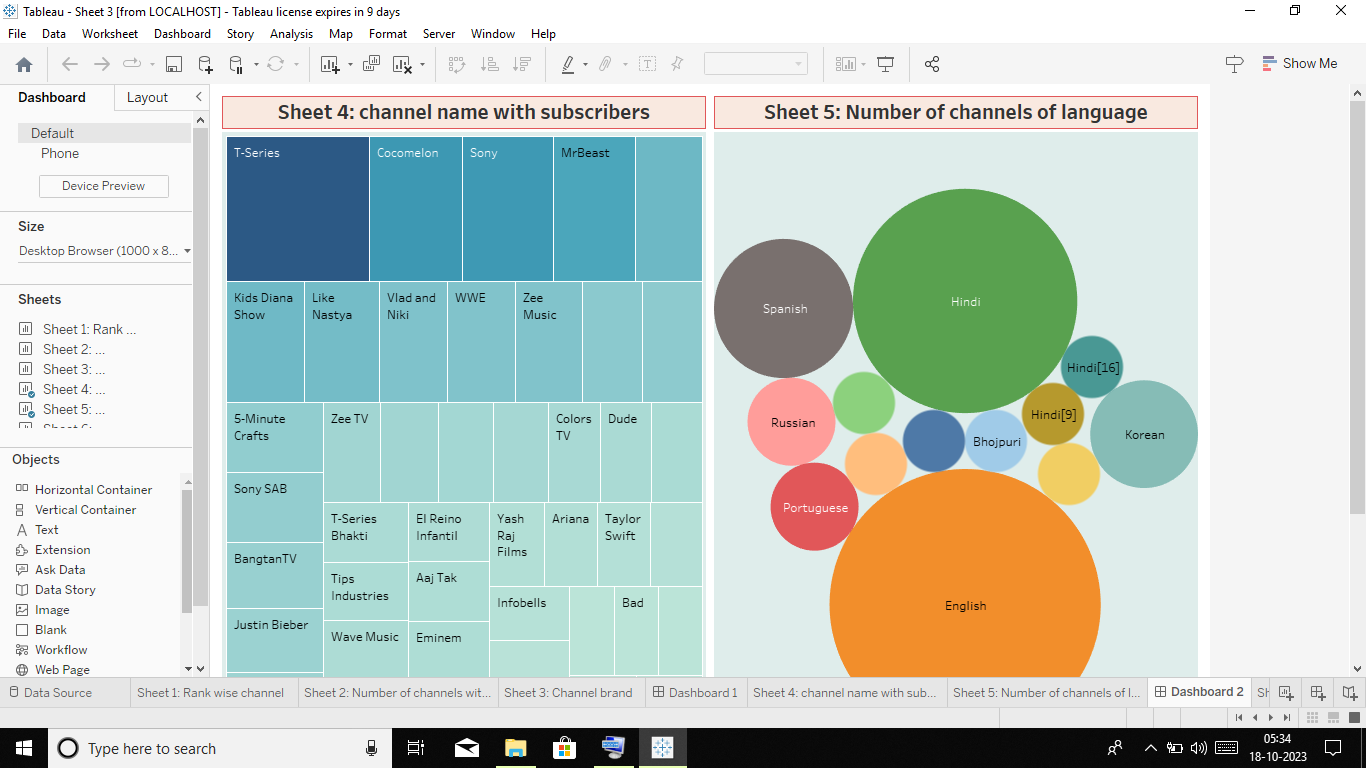 Tableau - Sheet 3 [from LOCALHOST] - Tableau license expires in 9 days
File Data Worksheet Dashboard Story Analysis Map Format Server Window Help
Show Me
Dashboard Layout
Default
Phone
Device Preview
Size
Desktop Browser (1000 x 8...
Sheets
Sheet 1: Rank ...
Sheet 2: ...
Sheet 3: ...
Sheet 4: ...
Sheet 5: ...
Objects
Horizontal Container
Vertical Container
Text
Extension
Ask Data
Data Story
Image
Blank
Workflow
Web Page
Sheet 4: channel name with subscribers
T-Series
Cocomelon
Sony
MrBeast
Kids Diana
Show
Like
Nastya
Vlad and
Niki
WWE
Zee
Music
5-Minute
Crafts
Zee TV
Colors
TV
Dude
Sony SAB
BangtanTV
Justin Bieber
T-Series
Bhakti
El Reino
Infantil
Yash
Raj
Films
Ariana
Taylor
Swift
Tips
Industries
Aaj Tak
Infobells
Bad
Wave Music
Eminem
Sheet 5: Number of channels of language
Hindi
Spanish
Hindi[16]
Russian
Hindi[9]
Bhojpuri
Korean
Portuguese
English
Data Source
Sheet 1: Rank wise channel
Sheet 2: Number of channels wit...
Sheet 3: Channel brand
Dashboard 1
Sheet 4: channel name with sub...
Sheet 5: Number of channels of l...
Dashboard 2
Type here to search
05:34
18-10-2023